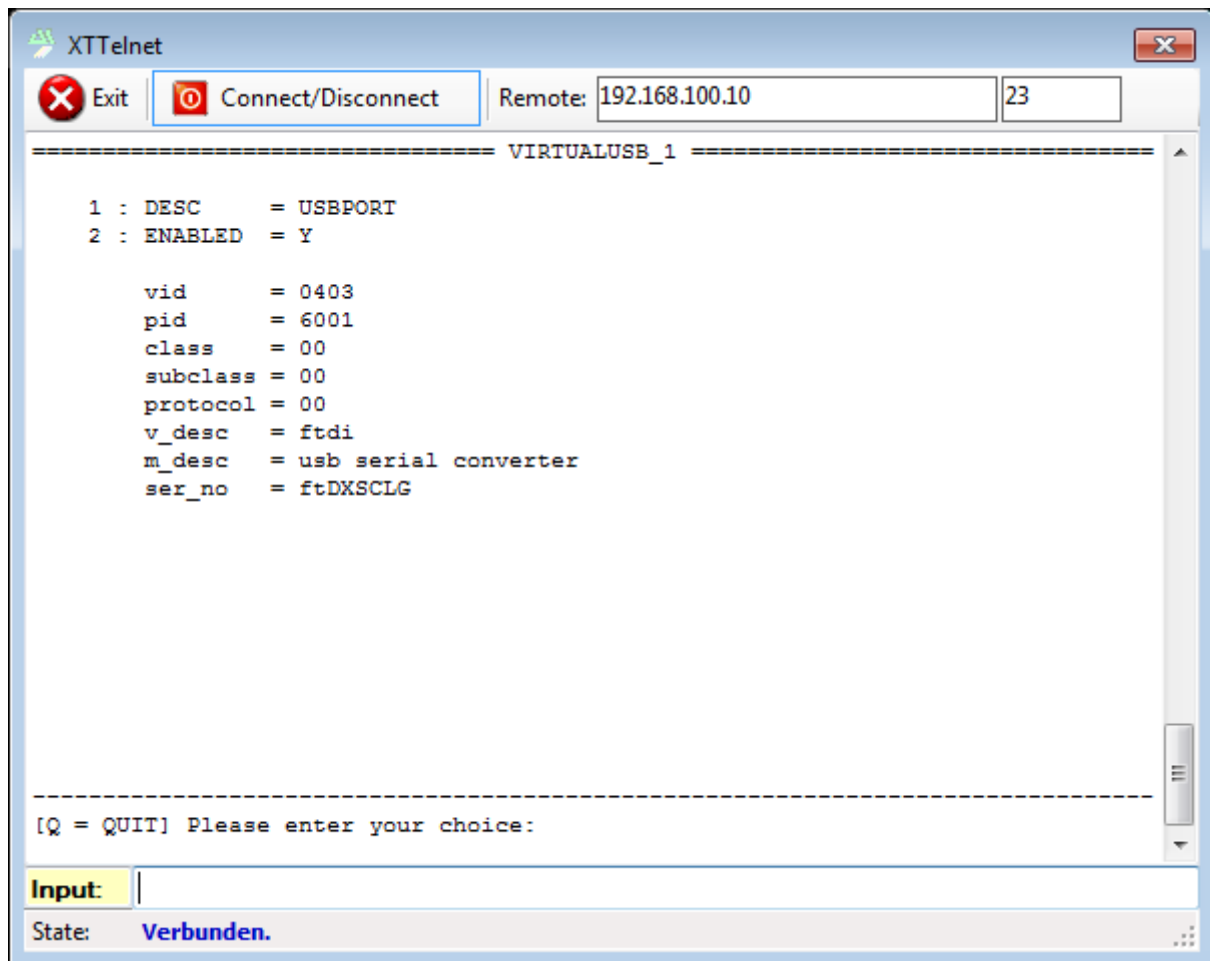 XTTelnet
Exit Connect/Disconnect Remote: 192.168.100.10 23
================================= VIRTUALUSB_1 =================================
1 : DESC = USBPORT
2 : ENABLED = Y
vid = 0403
pid = 6001
class = 00
subclass = 00
protocol = 00
v_desc = ftdi
m_desc = usb serial converter
ser_no = ftDXSCLG
--------------------------------------------------------------------------------
[Q = QUIT] Please enter your choice:
Input:
State: Verbunden.